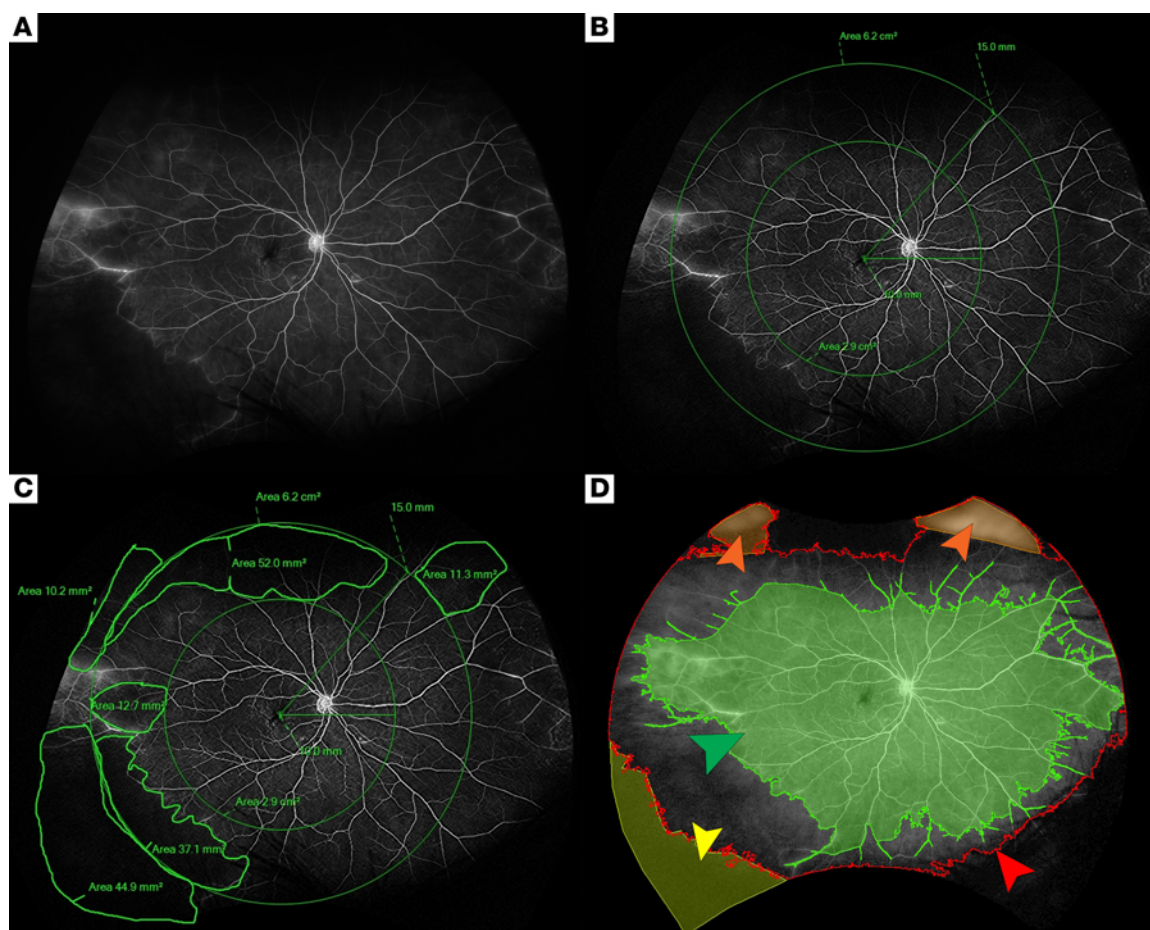 A
B
Area 6.2 cm²
15.0 mm
10.0 mm
Area 2.9 cm²
C
Area 6.2 cm²
15.0 mm
Area 52.0 mm²
Area 11.3 mm²
Area 10.2 mm²
Area 12.7 mm²
10.0 mm
Area 2.9 cm²
Area 37.1 mm
Area 44.9 mm²
D